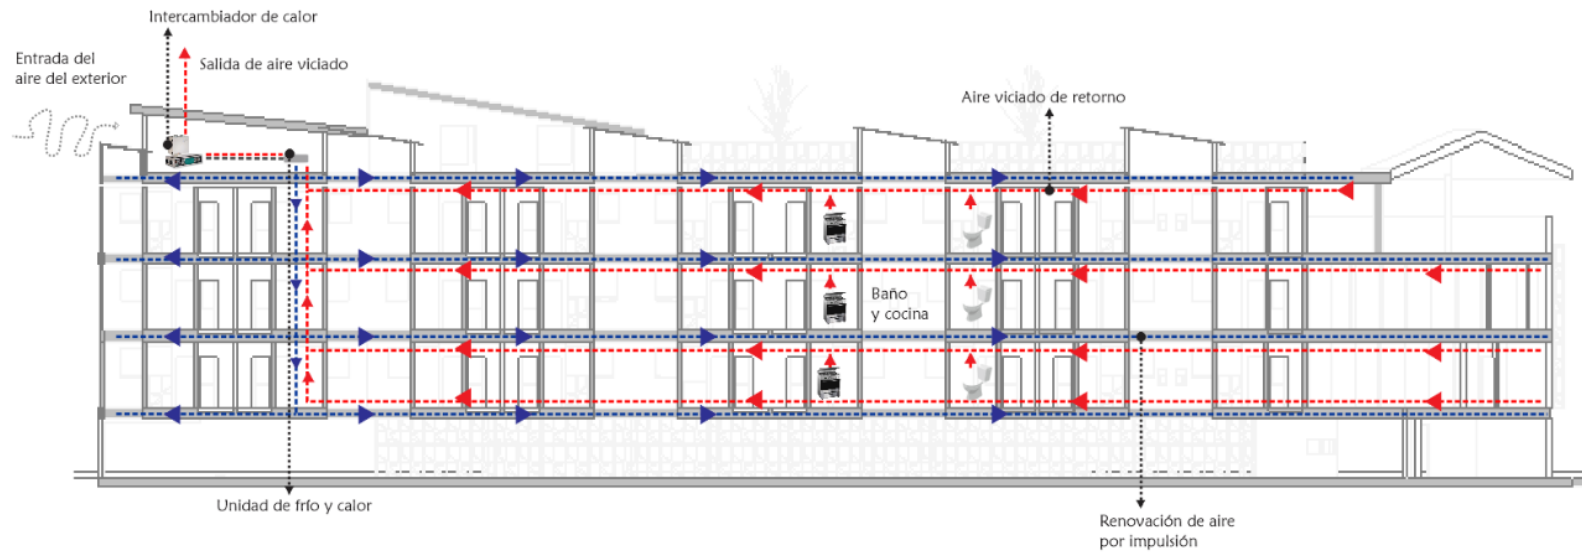 Intercambiador de calor
Entrada del
aire del exterior
Salida de aire viciado
Aire viciado de retorno
Baño
y cocina
Unidad de frío y calor
Renovación de aire
por impulsión